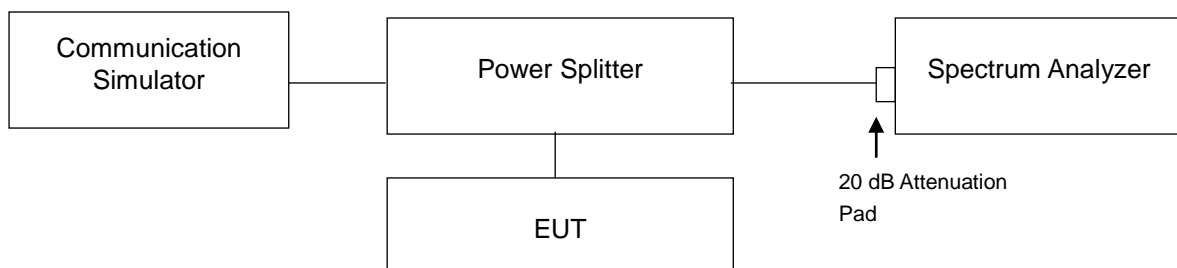 Communication
Simulator
Power Splitter
Spectrum Analyzer
20 dB Attenuation
Pad
EUT